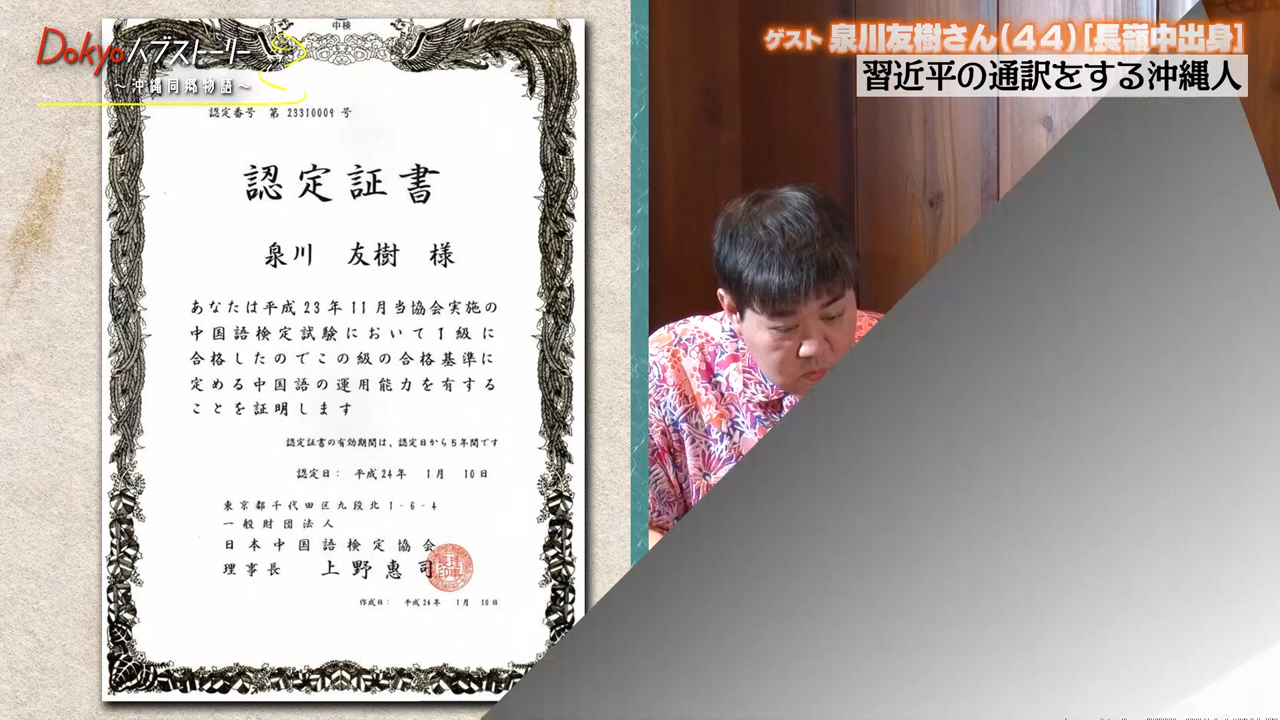 Dokyoハブストーリー
～沖縄同郷物語～
ゲスト 泉川友樹さん（44）［長嶺中出身］
習近平の通訳をする沖縄人
中検
認定番号 第 23310009 号
認定証書
泉川 友樹 様
あなたは平成23年11月当協会実施の
中国語検定試験において1級に
合格したのでこの級の合格基準に
定める中国語の運用能力を有する
ことを証明します
認定証書の有効期間は、認定日から5年間です
認定日： 平成24年 1月 10日
東京都千代田区九段北1-6-4
一般財団法人
日本中国語検定協会
理事長 上野惠司
作成日： 平成24年 1月 10日